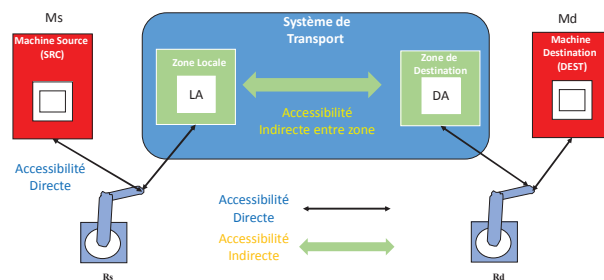 Ms
Machine Source
(SRC)
Système de
Transport
Zone Locale
LA
Zone de
Destination
DA
Accessibilité
Indirecte entre zone
Md
Machine
Destination
(DEST)
Accessibilité
Directe
Accessibilité
Directe
Accessibilité
Indirecte
Rs
Rd